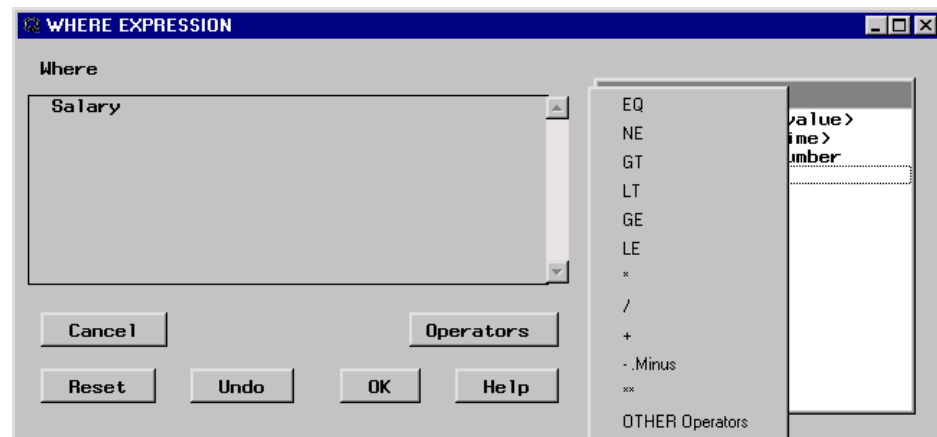 WHERE EXPRESSION
Where
Salary
EQ
NE
GT
LT
GE
LE
*
/
+
- .Minus
**
OTHER Operators
Cancel
Operators
Reset
Undo
OK
Help